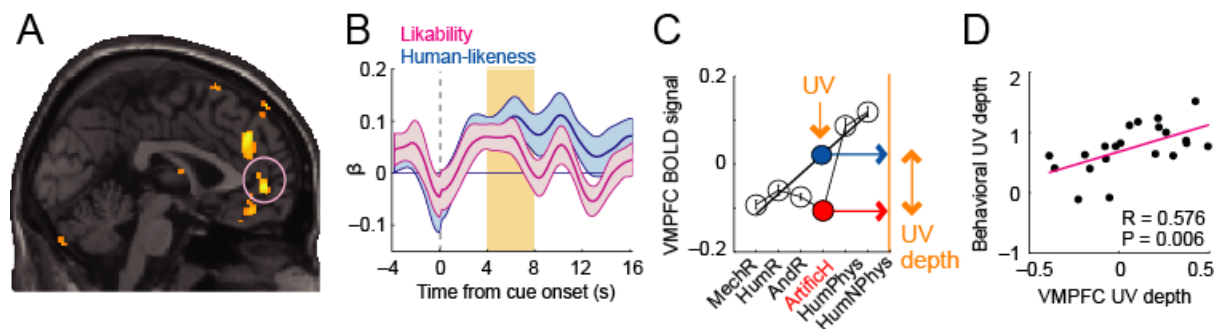 A
B
Likability
Human-likeness
0.2
0.1
0
–0.1
β
–4
0
4
8
12
16
Time from cue onset (s)
C
VMPFC BOLD signal
0.2
0
–0.2
UV
UV
depth
MechR
HumR
AndR
ArtificH
HumPhys
HumNPhys
D
Behavioral UV depth
2
1
0
–1
R = 0.576
P = 0.006
–0.5
0
0.5
VMPFC UV depth